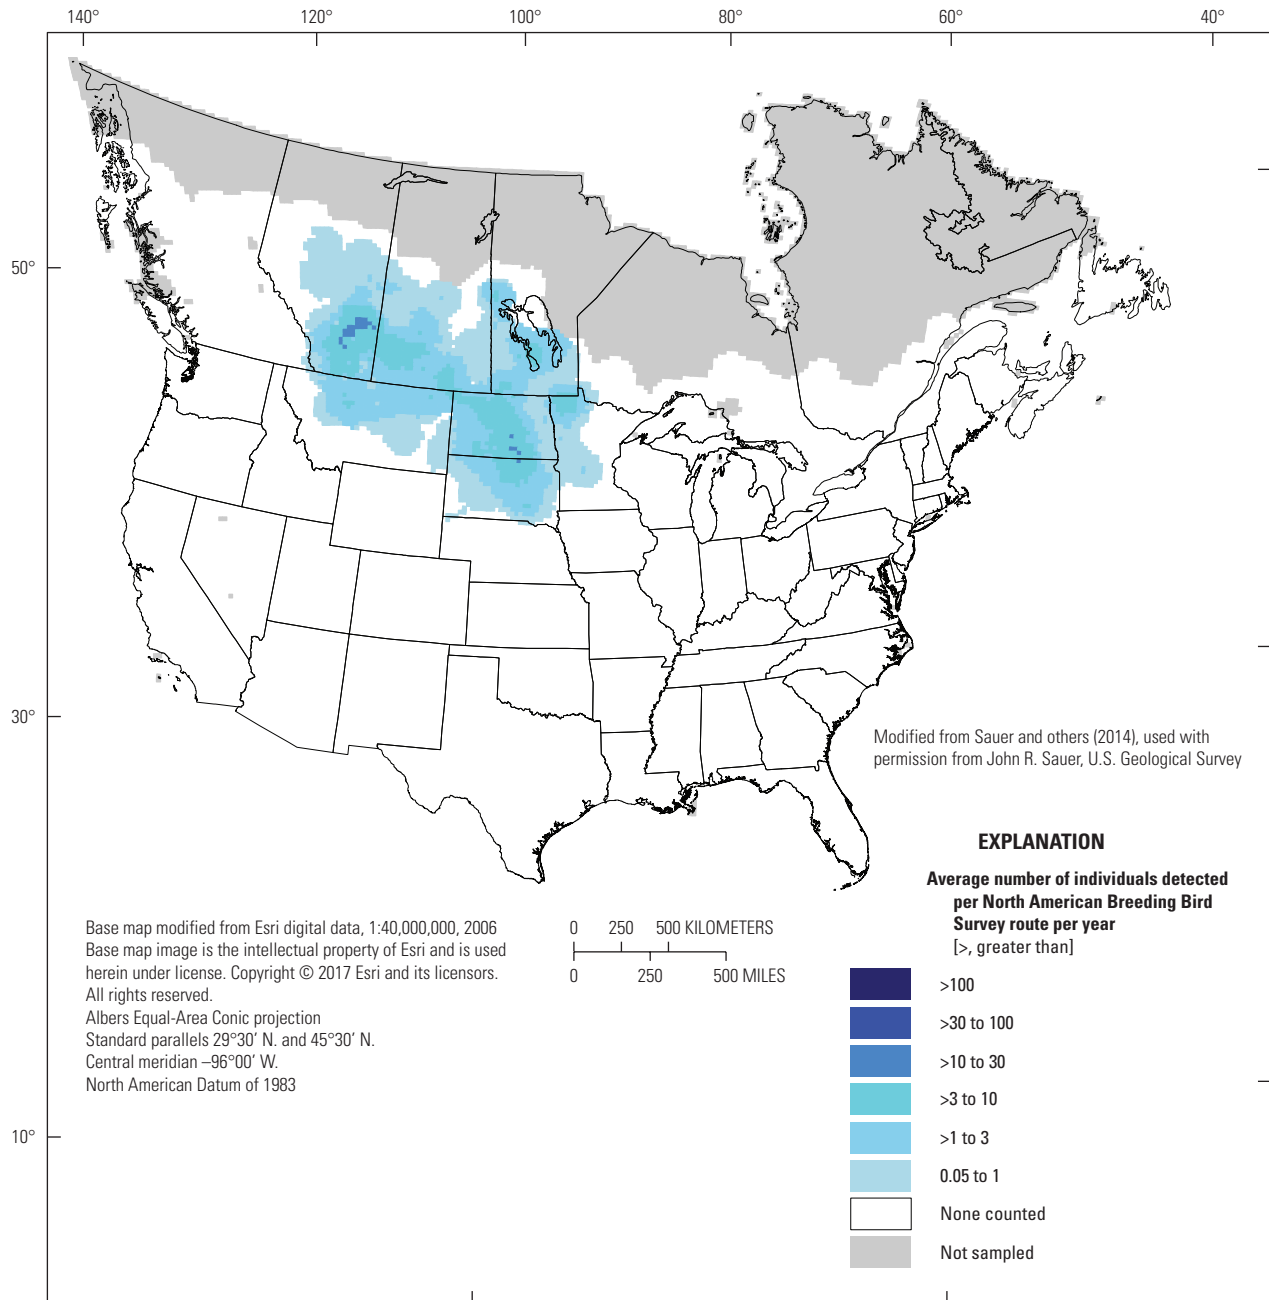 140° 120° 100° 80° 60° 40°
50°
30°
10°
Modified from Sauer and others (2014), used with
permission from John R. Sauer, U.S. Geological Survey
EXPLANATION
Average number of individuals detected
per North American Breeding Bird
Survey route per year
[>, greater than]
>100
>30 to 100
>10 to 30
>3 to 10
>1 to 3
0.05 to 1
None counted
Not sampled
Base map modified from Esri digital data, 1:40,000,000, 2006
Base map image is the intellectual property of Esri and is used
herein under license. Copyright © 2017 Esri and its licensors.
All rights reserved.
Albers Equal-Area Conic projection
Standard parallels 29°30′ N. and 45°30′ N.
Central meridian –96°00′ W.
North American Datum of 1983
0 250 500 KILOMETERS
0 250 500 MILES